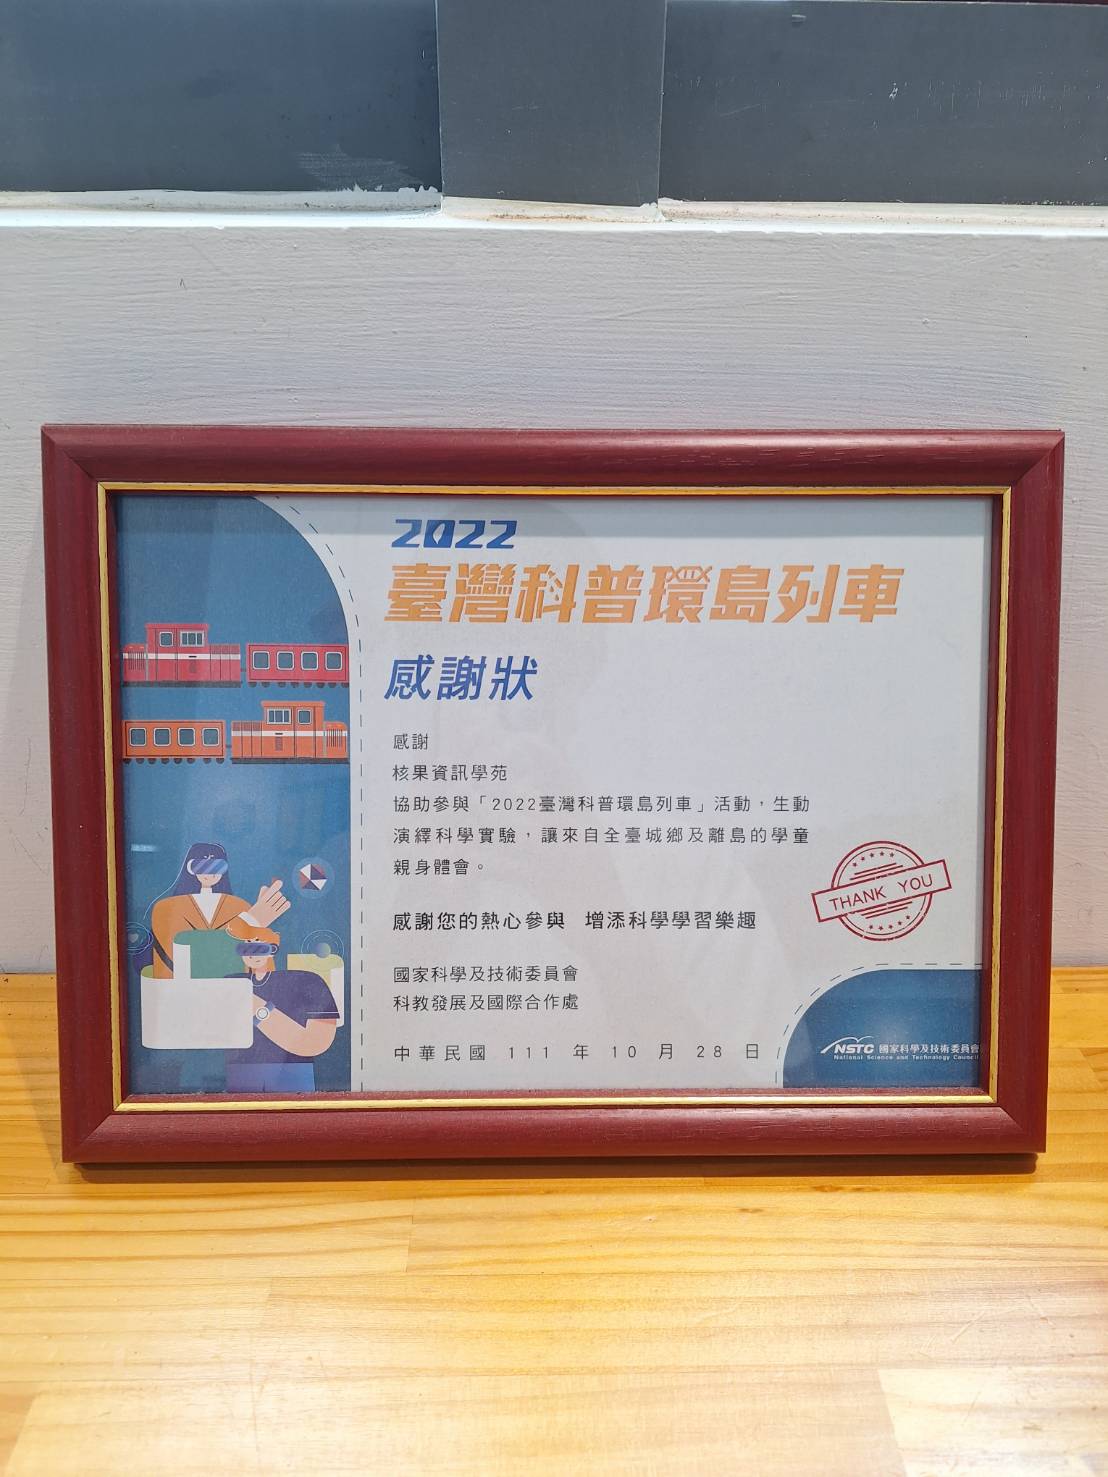 2022
臺灣科普環島列車
感謝狀
感謝
核果資訊學苑
協助參與「2022臺灣科普環島列車」活動，生動
演繹科學實驗，讓來自全臺城鄉及離島的學童
親身體會。
THANK YOU
感謝您的熱心參與 增添科學學習樂趣
國家科學及技術委員會
科教發展及國際合作處
中華民國 111 年 10 月 28 日
NSTC 國家科學及技術委員會
National Science and Technology Council